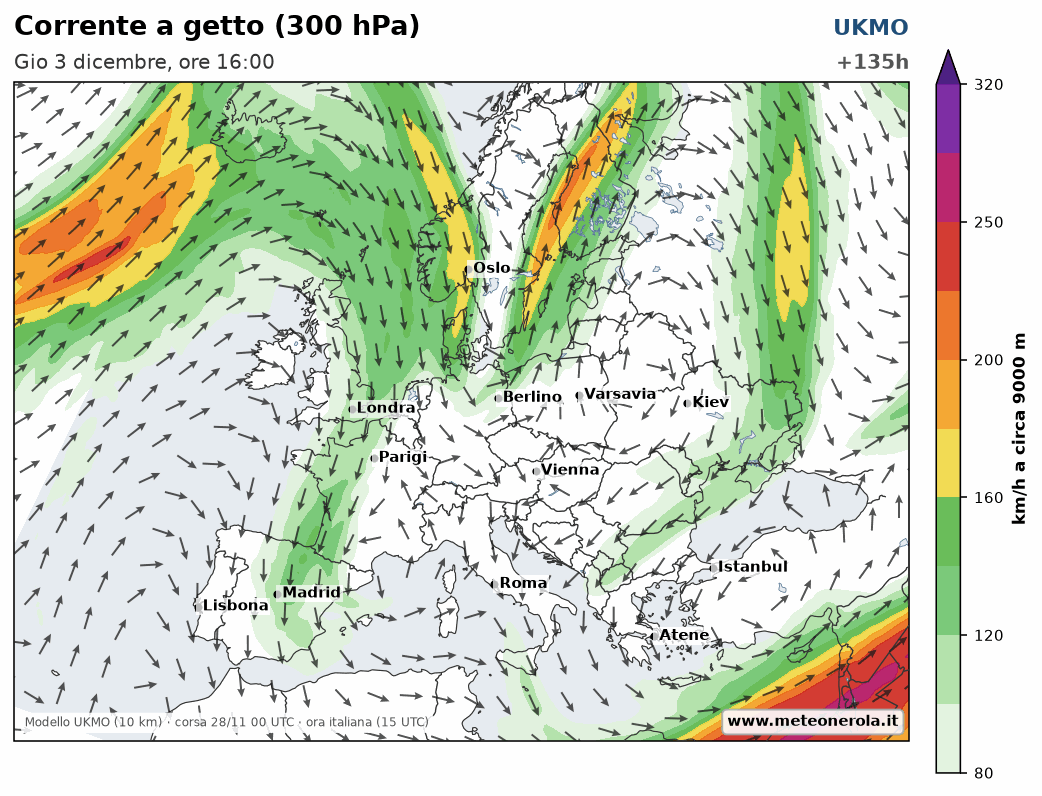 Corrente a getto (300 hPa)
UKMO
Gio 3 dicembre, ore 16:00
+135h
320
250
200
160
120
80
km/h a circa 9000 m
Oslo
Londra
Berlino
Varsavia
Kiev
Parigi
Vienna
Istanbul
Roma
Madrid
Lisbona
Atene
Modello UKMO (10 km) · corsa 28/11 00 UTC · ora italiana (15 UTC)
www.meteonerola.it